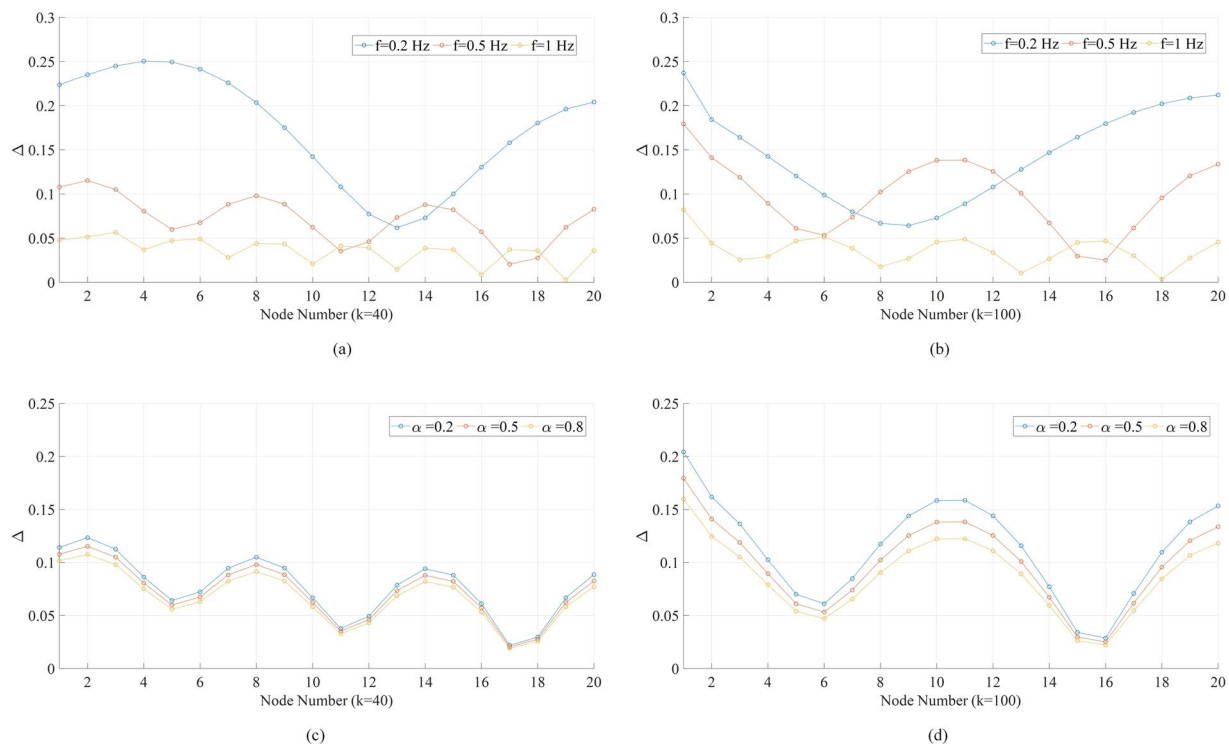 0.3
0.25
0.2
0.15
0.1
0.05
0
Δ
f=0.2 Hz f=0.5 Hz f=1 Hz
2 4 6 8 10 12 14 16 18 20
Node Number (k=40)
(a)
0.3
0.25
0.2
0.15
0.1
0.05
0
Δ
f=0.2 Hz f=0.5 Hz f=1 Hz
2 4 6 8 10 12 14 16 18 20
Node Number (k=100)
(b)
0.25
0.2
0.15
0.1
0.05
0
Δ
α =0.2 α =0.5 α =0.8
2 4 6 8 10 12 14 16 18 20
Node Number (k=40)
(c)
0.25
0.2
0.15
0.1
0.05
0
Δ
α =0.2 α =0.5 α =0.8
2 4 6 8 10 12 14 16 18 20
Node Number (k=100)
(d)